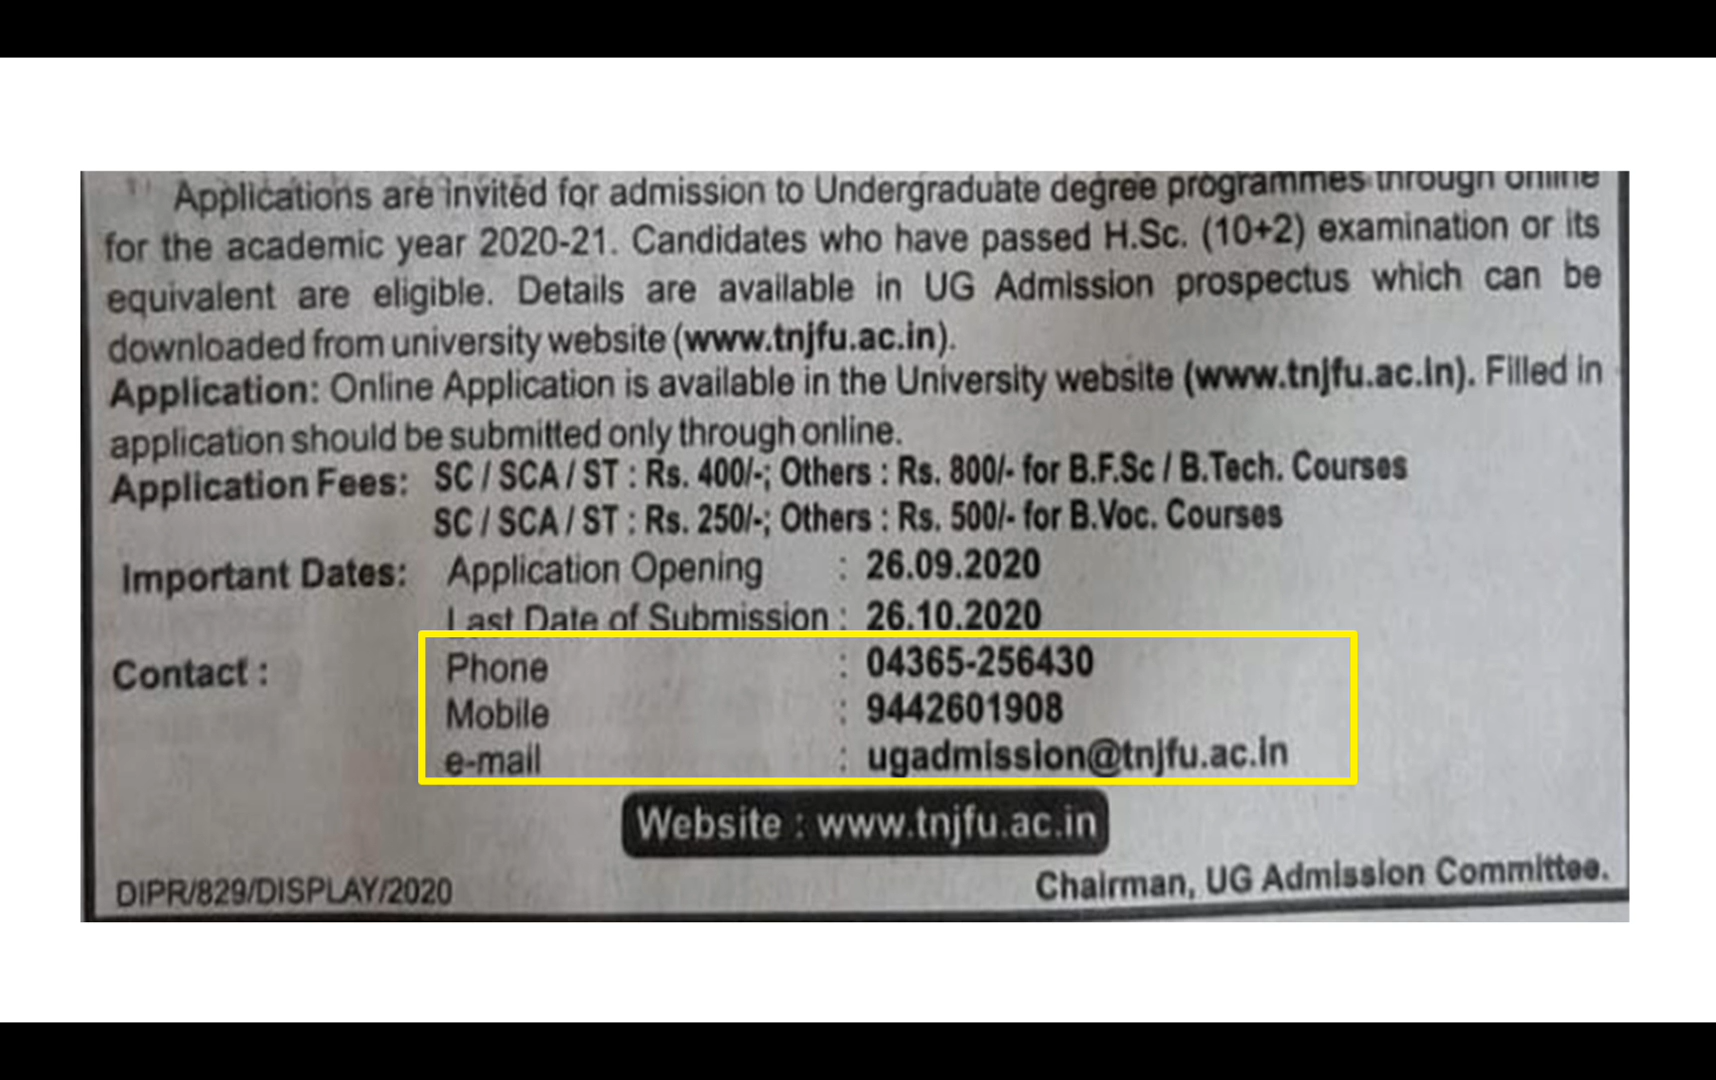 Applications are invited for admission to Undergraduate degree programmes through online
for the academic year 2020-21. Candidates who have passed H.Sc. (10+2) examination or its
equivalent are eligible. Details are available in UG Admission prospectus which can be
downloaded from university website (www.tnjfu.ac.in).
Application: Online Application is available in the University website (www.tnjfu.ac.in). Filled in
application should be submitted only through online.
Application Fees: SC / SCA / ST : Rs. 400/-; Others : Rs. 800/- for B.F.Sc / B.Tech. Courses
SC / SCA / ST : Rs. 250/-; Others : Rs. 500/- for B.Voc. Courses
Important Dates: Application Opening : 26.09.2020
Last Date of Submission : 26.10.2020
Contact : Phone : 04365-256430
Mobile : 9442601908
e-mail : ugadmission@tnjfu.ac.in
Website : www.tnjfu.ac.in
DIPR/829/DISPLAY/2020 Chairman, UG Admission Committee.